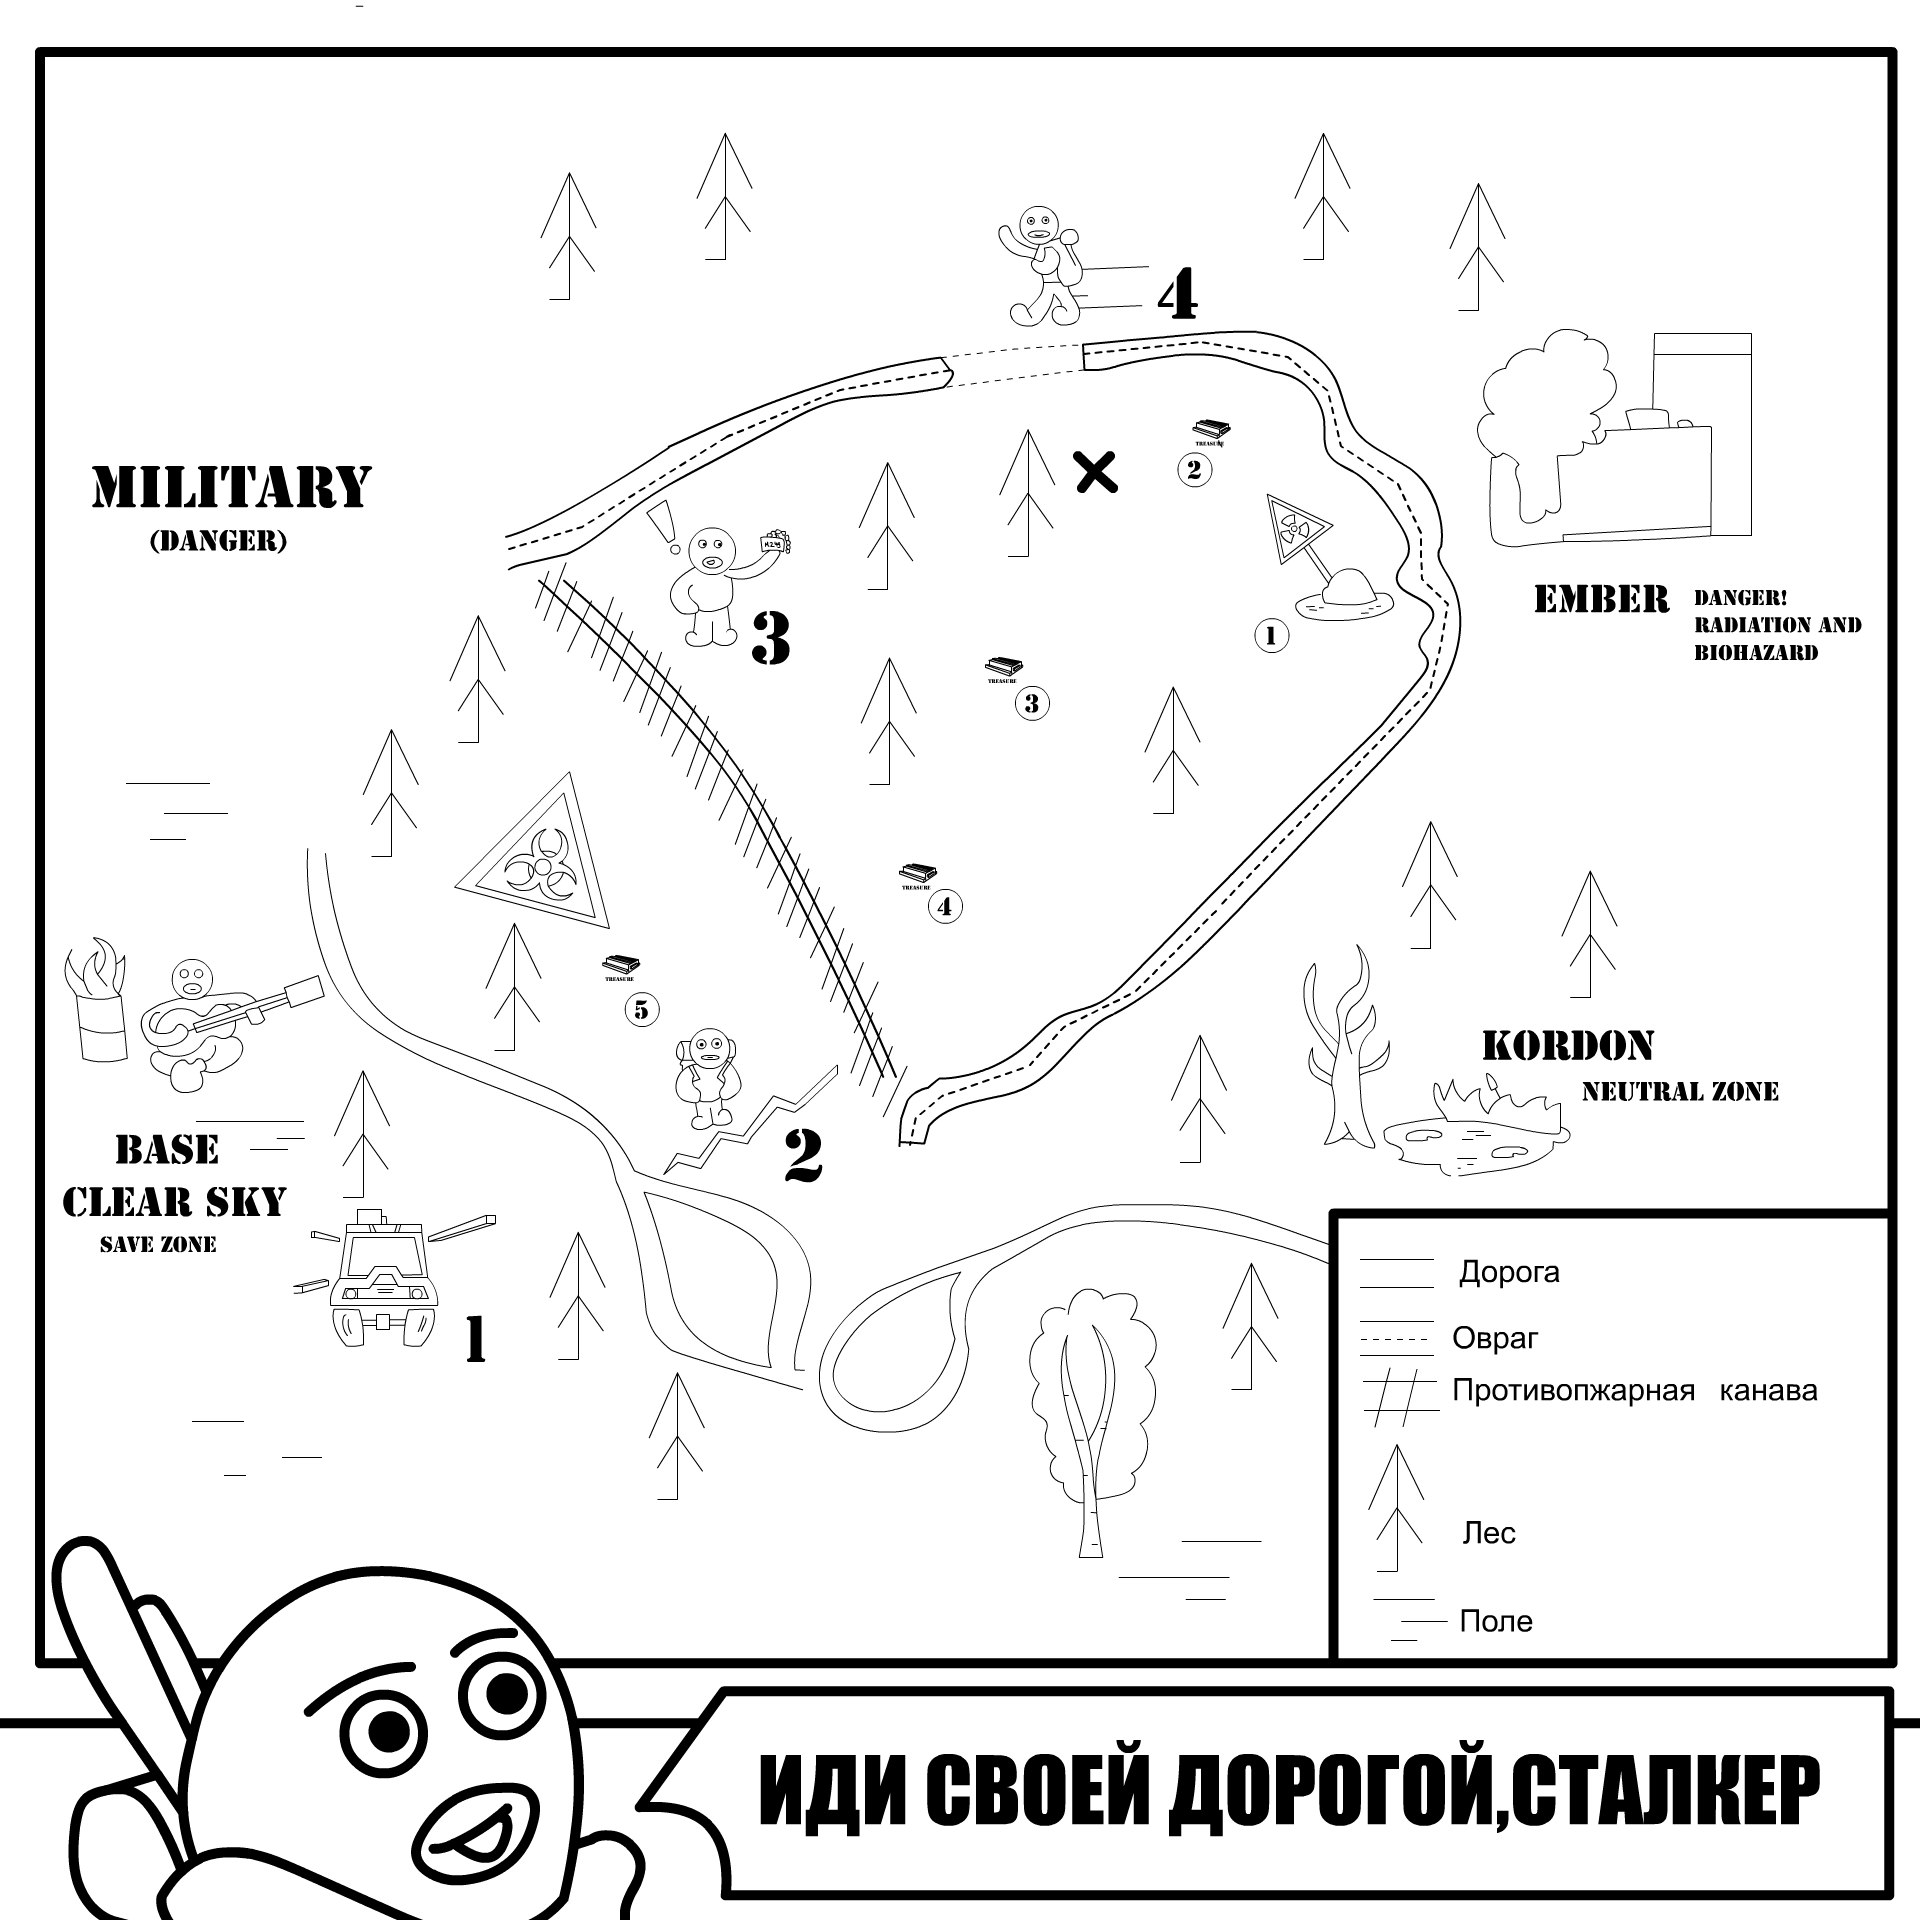 4
TREASURE
2
MILITARY
(DANGER)
NZ45
3
EMBER
DANGER!
RADIATION AND
BIOHAZARD
1
TREASURE
3
TREASURE
4
TREASURE
5
KORDON
NEUTRAL ZONE
BASE
CLEAR SKY
SAVE ZONE
2
1
Дорога
Овраг
Противопжарная канава
Лес
Поле
ИДИ СВОЕЙ ДОРОГОЙ,СТАЛКЕР